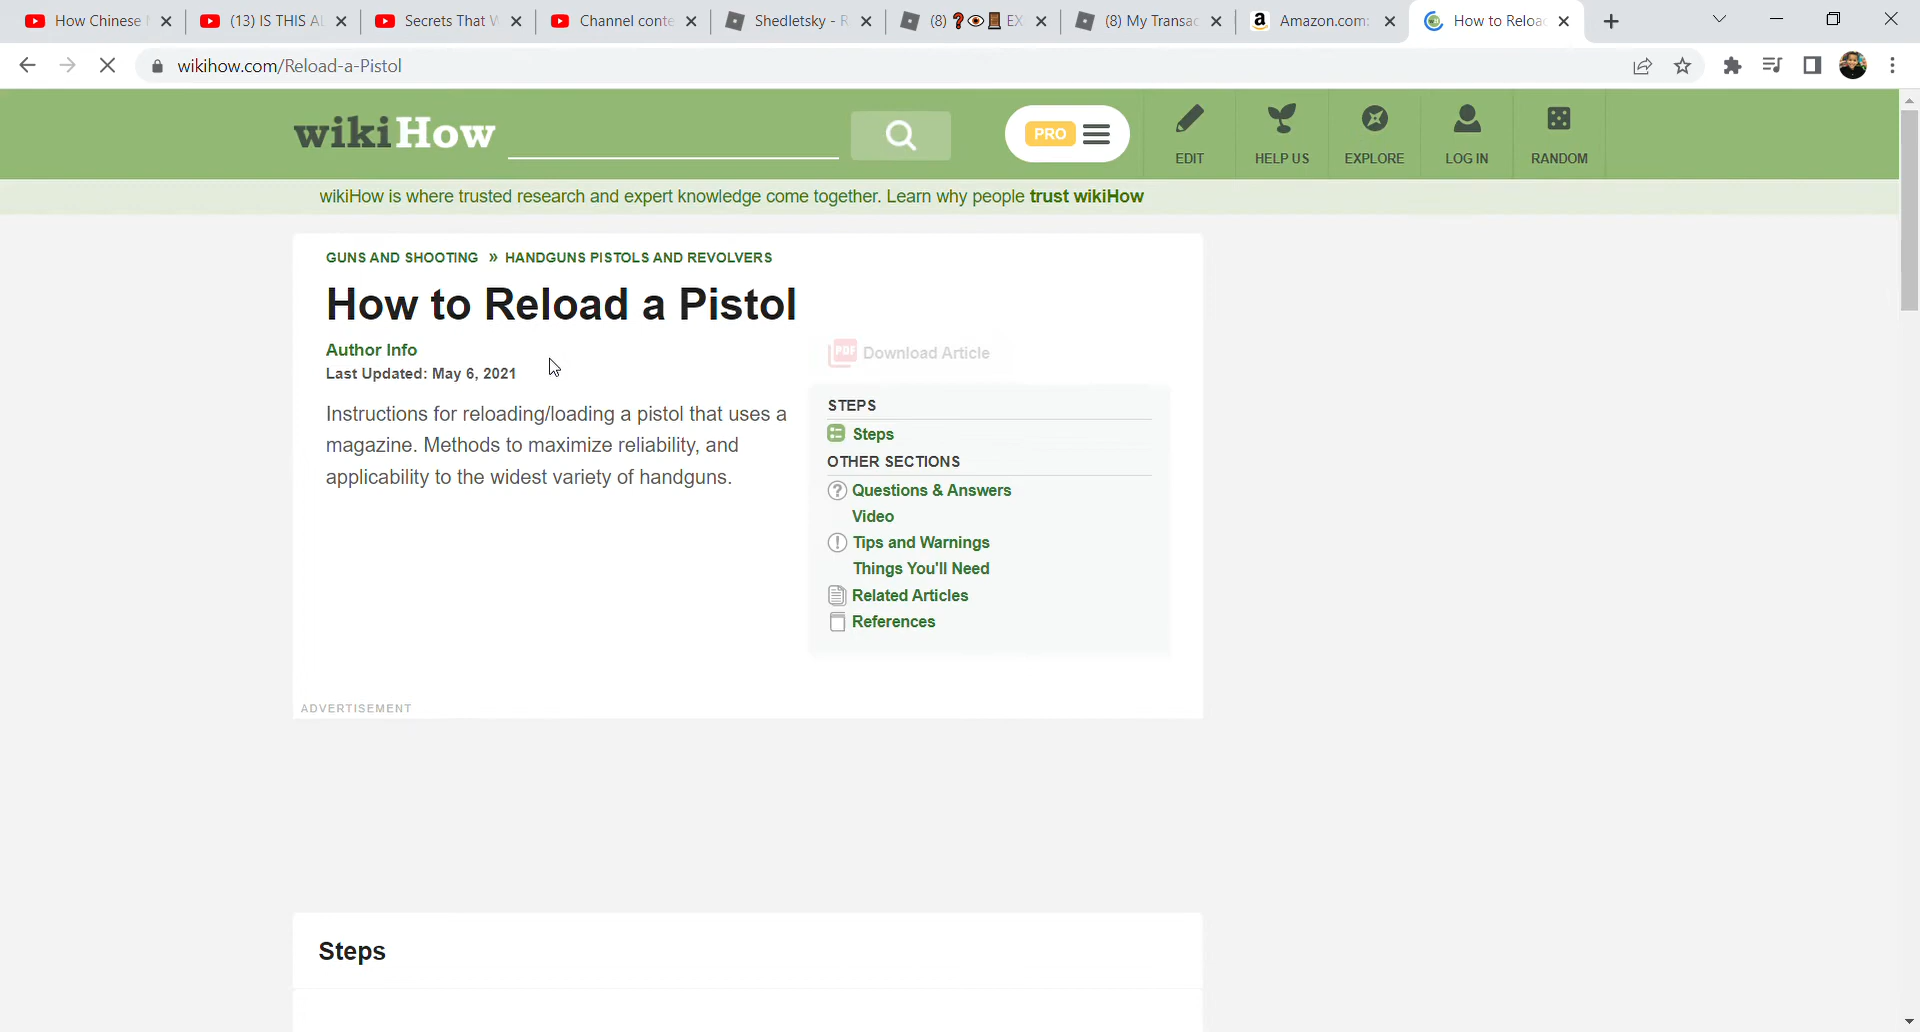 How Chinese
(13) IS THIS A
Secrets That
Channel conte
Shedletsky - R
(8) ❓👁🚪 EX
(8) My Transac
Amazon.com:
How to Reloa
wikihow.com/Reload-a-Pistol
wikiHow
PRO
EDIT
HELP US
EXPLORE
LOG IN
RANDOM
wikiHow is where trusted research and expert knowledge come together. Learn why people trust wikiHow
GUNS AND SHOOTING » HANDGUNS PISTOLS AND REVOLVERS
How to Reload a Pistol
Author Info
Last Updated: May 6, 2021
Instructions for reloading/loading a pistol that uses a
magazine. Methods to maximize reliability, and
applicability to the widest variety of handguns.
PDF Download Article
STEPS
Steps
OTHER SECTIONS
Questions & Answers
Video
Tips and Warnings
Things You'll Need
Related Articles
References
ADVERTISEMENT
Steps